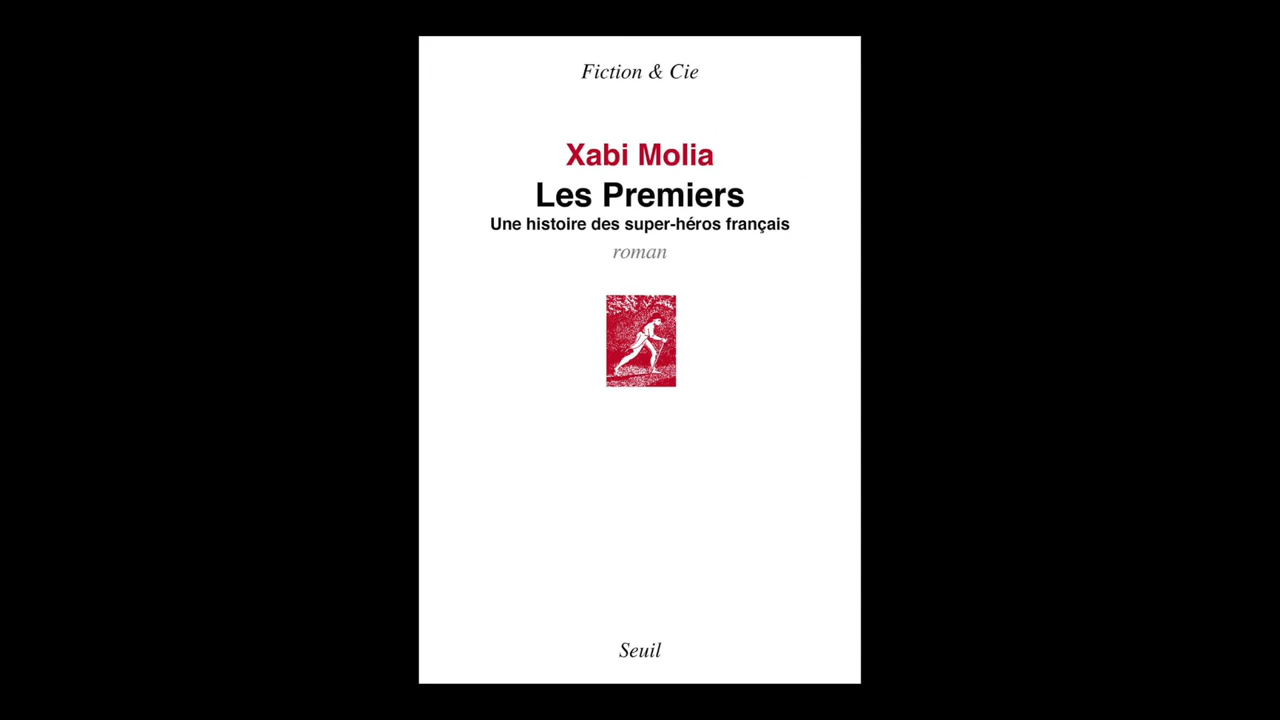 Fiction & Cie
Xabi Molia
Les Premiers
Une histoire des super-héros français
roman
Seuil